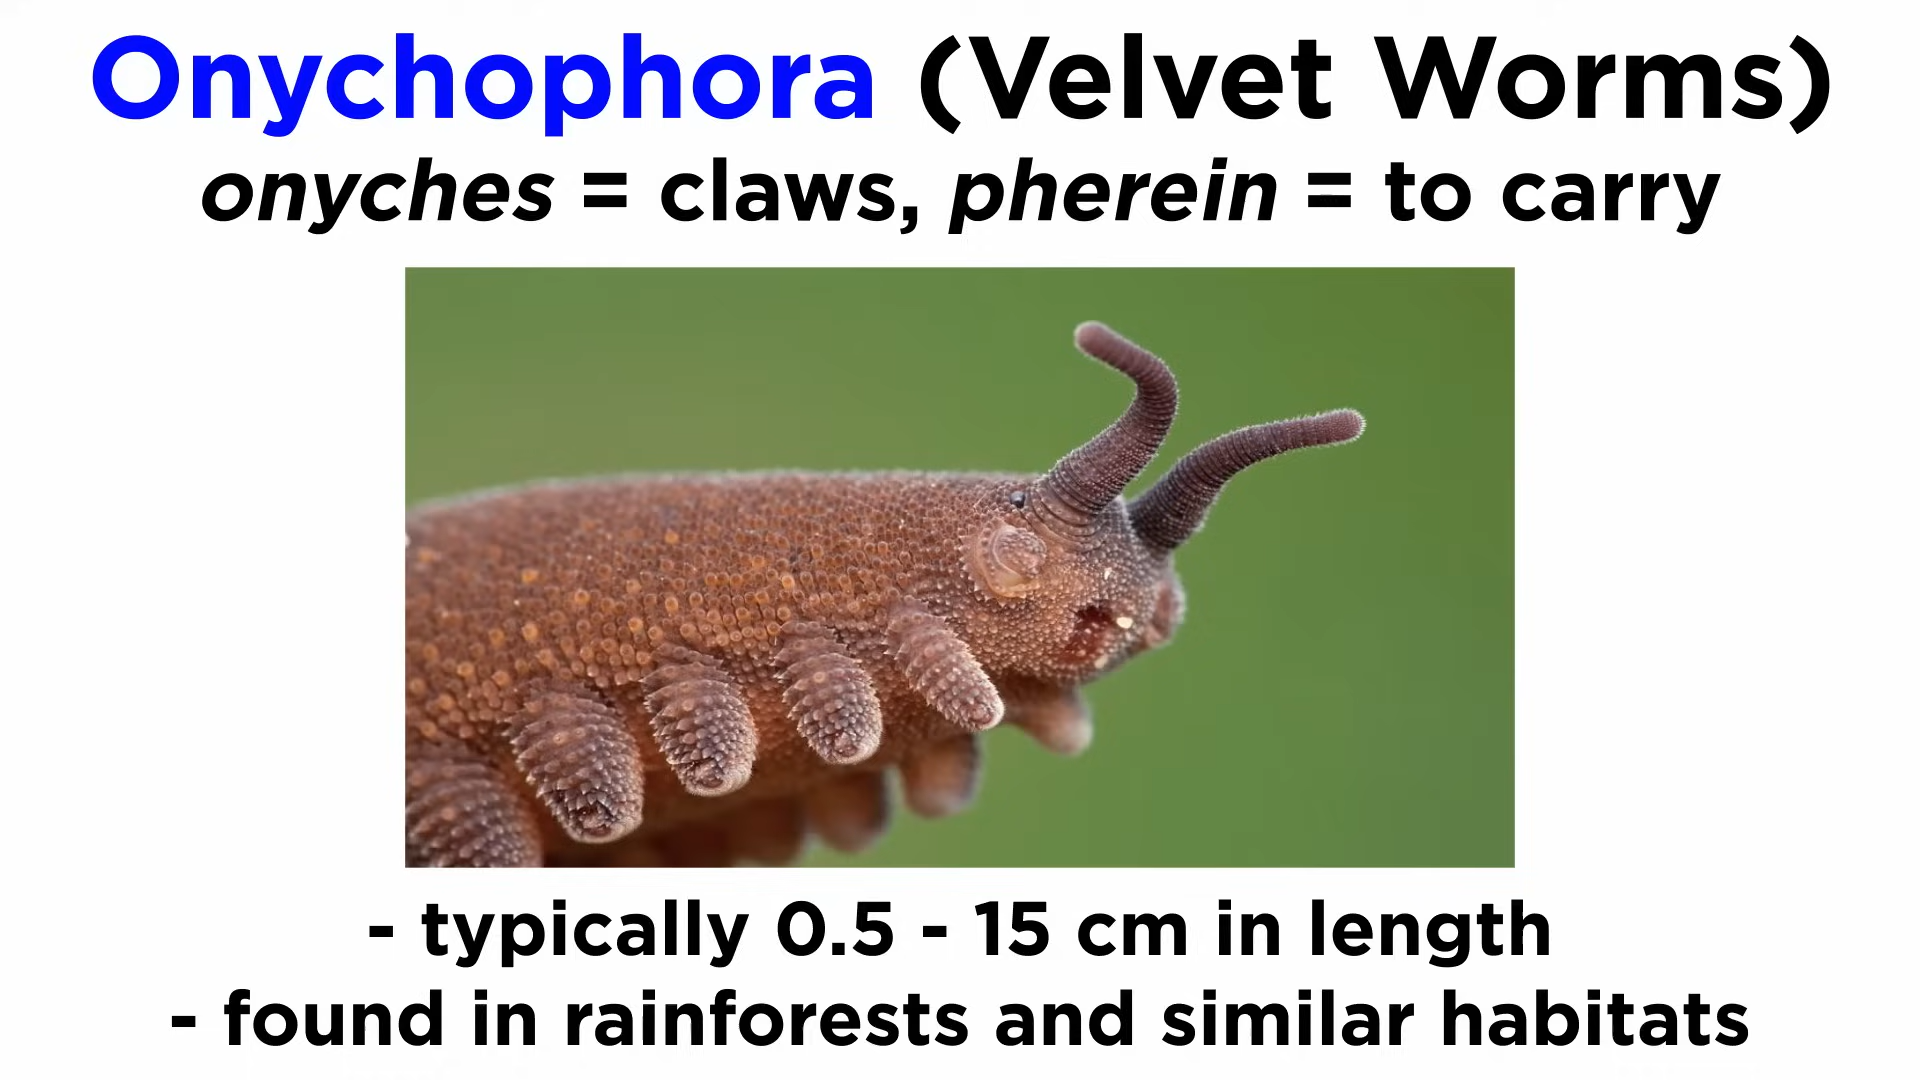 Onychophora (Velvet Worms)
onyches = claws, pherein = to carry
- typically 0.5 - 15 cm in length
- found in rainforests and similar habitats